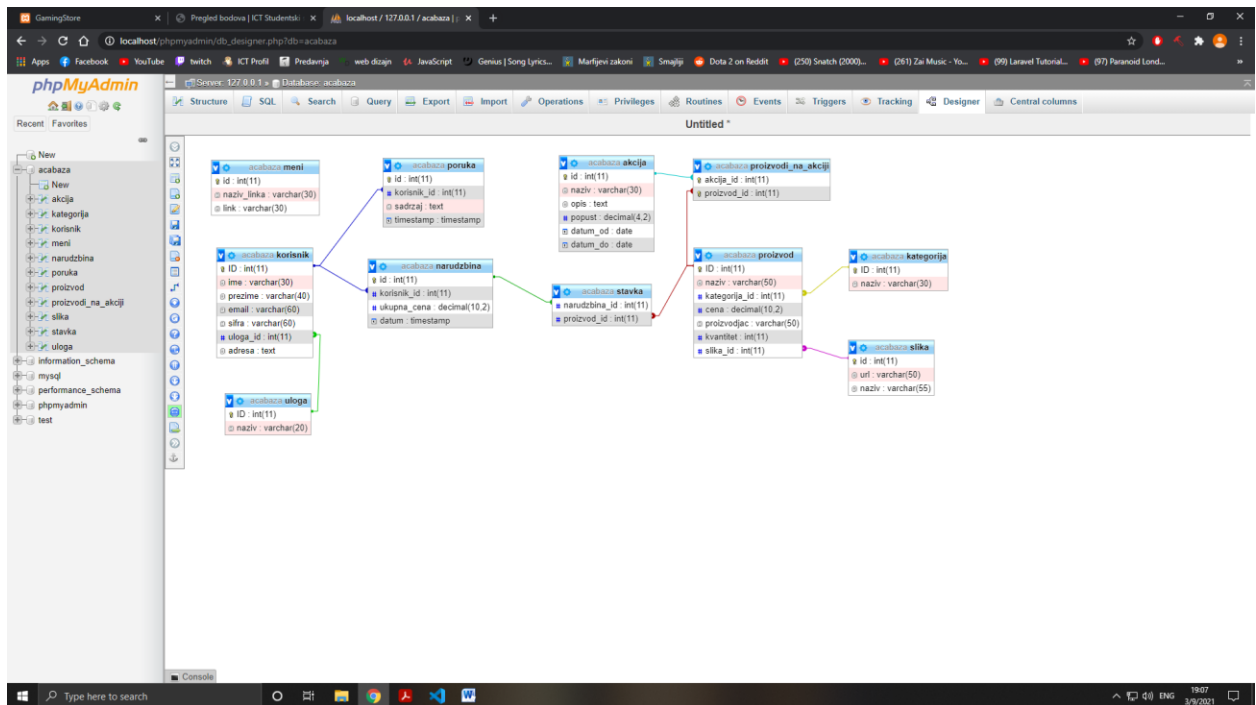 GamingStore
Pregled bodova | ICT Studentski
localhost / 127.0.0.1 / acabaza |
localhost/phpmyadmin/db_designer.php?db=acabaza
Apps Facebook YouTube twitch ICT Profil Predavnja web dizajn JavaScript Genius | Song Lyrics... Marfijevi zakoni Smajliji Dota 2 on Reddit (250) Snatch (2000)... (261) Zai Music - Yo... (99) Laravel Tutorial... (97) Paranoid Lond...
phpMyAdmin
Recent Favorites
New
acabaza
New
akcija
kategorija
korisnik
meni
narudzbina
poruka
proizvod
proizvodi_na_akciji
slika
stavka
uloga
information_schema
mysql
performance_schema
phpmyadmin
test
Server: 127.0.0.1 » Database: acabaza
Structure SQL Search Query Export Import Operations Privileges Routines Events Triggers Tracking Designer Central columns
Untitled *
acabaza meni
id : int(11)
naziv_linka : varchar(30)
link : varchar(30)
acabaza poruka
id : int(11)
korisnik_id : int(11)
sadrzaj : text
timestamp : timestamp
acabaza akcija
id : int(11)
naziv : varchar(30)
opis : text
popust : decimal(4,2)
datum_od : date
datum_do : date
acabaza proizvodi_na_akciji
akcija_id : int(11)
proizvod_id : int(11)
acabaza korisnik
ID : int(11)
ime : varchar(30)
prezime : varchar(40)
email : varchar(60)
sifra : varchar(60)
uloga_id : int(11)
adresa : text
acabaza narudzbina
id : int(11)
korisnik_id : int(11)
ukupna_cena : decimal(10,2)
datum : timestamp
acabaza stavka
narudzbina_id : int(11)
proizvod_id : int(11)
acabaza proizvod
ID : int(11)
naziv : varchar(50)
kategorija_id : int(11)
cena : decimal(10,2)
proizvodjac : varchar(50)
kvantitet : int(11)
slika_id : int(11)
acabaza kategorija
ID : int(11)
naziv : varchar(30)
acabaza slika
id : int(11)
url : varchar(50)
naziv : varchar(55)
acabaza uloga
ID : int(11)
naziv : varchar(20)
Console
Type here to search
ENG
19:07
3/9/2021